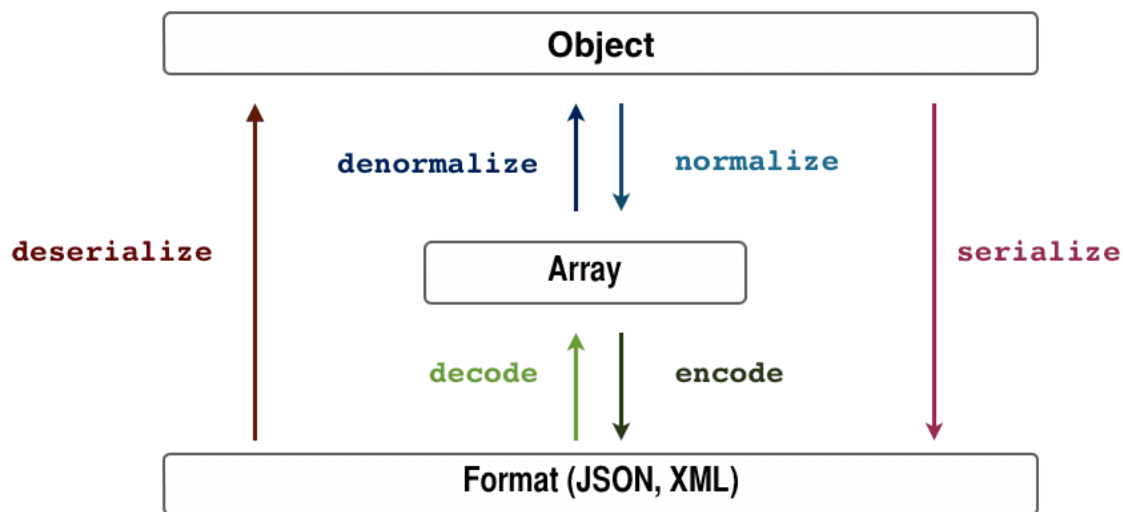 Object
denormalize
normalize
deserialize
serialize
Array
decode
encode
Format (JSON, XML)